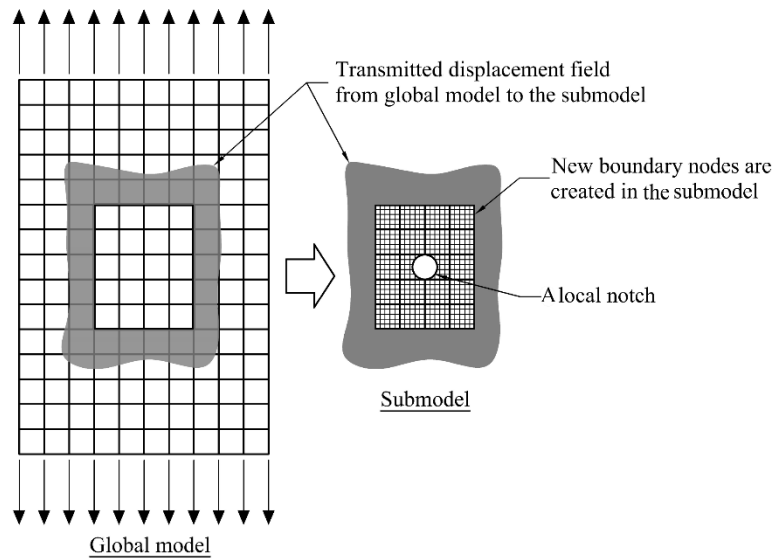 Transmitted displacement field
from global model to the submodel
New boundary nodes are
created in the submodel
A local notch
Submodel
Global model